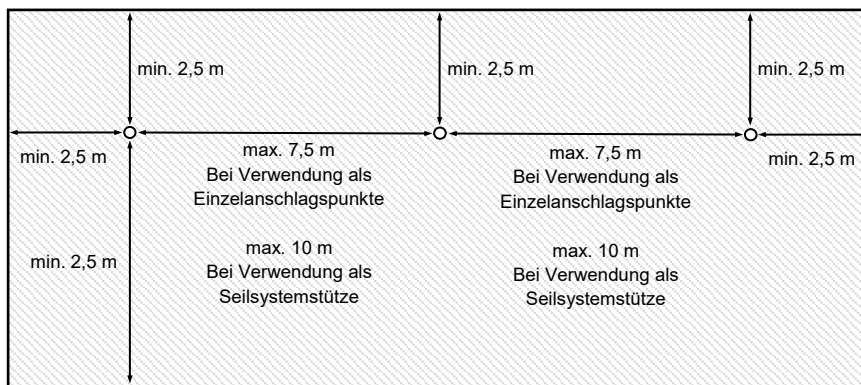 min. 2,5 m
min. 2,5 m
min. 2,5 m
min. 2,5 m
max. 7,5 m
Bei Verwendung als
Einzelanschlagspunkte
max. 7,5 m
Bei Verwendung als
Einzelanschlagspunkte
min. 2,5 m
min. 2,5 m
max. 10 m
Bei Verwendung als
Seilsystemstütze
max. 10 m
Bei Verwendung als
Seilsystemstütze